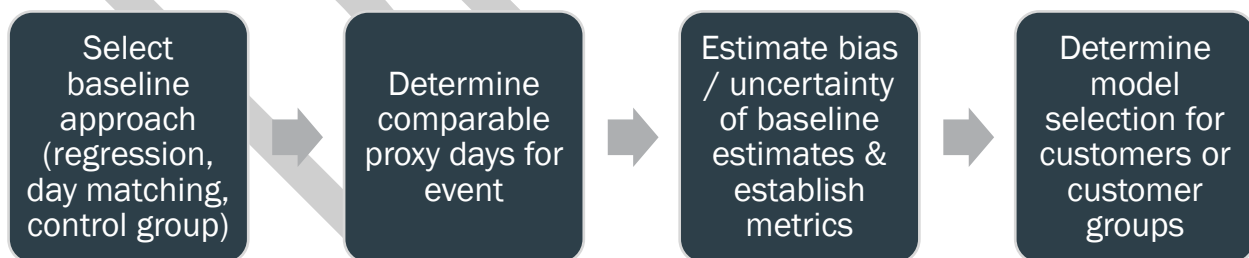 Select
baseline
approach
(regression,
day matching,
control group)
Determine
comparable
proxy days for
event
Estimate bias
/ uncertainty
of baseline
estimates &
establish
metrics
Determine
model
selection for
customers or
customer
groups